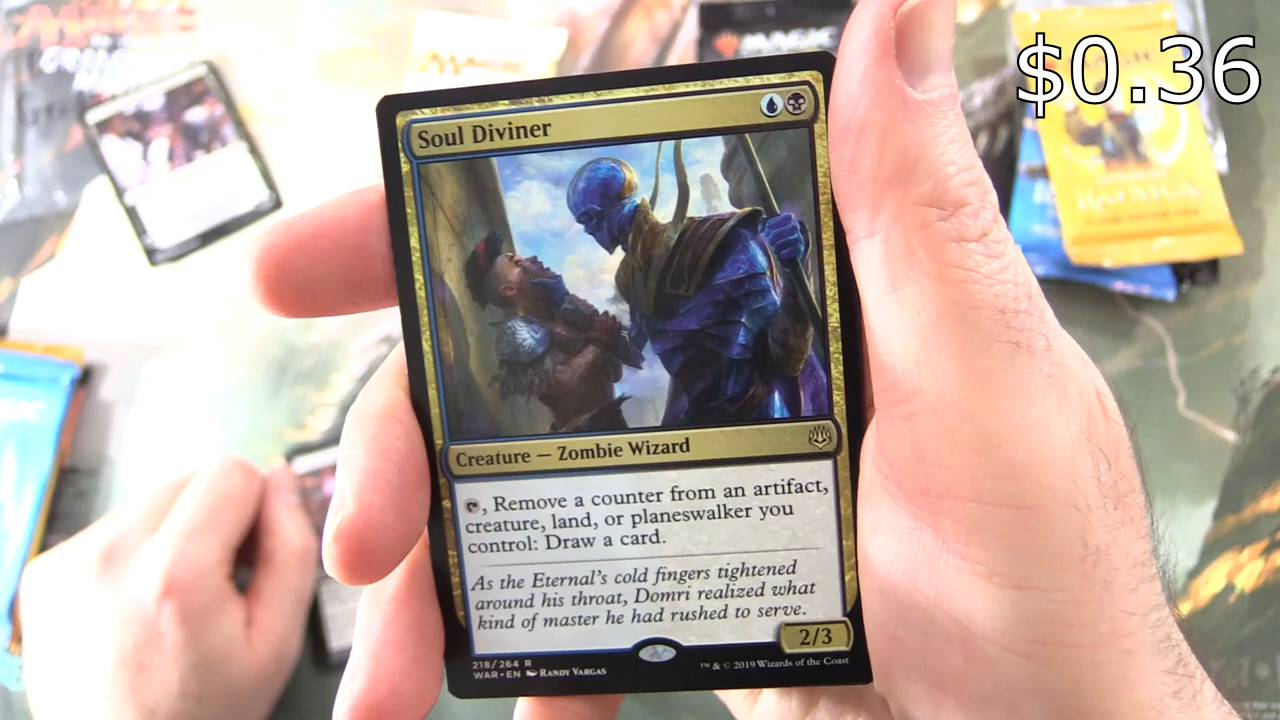 $0.36
MAGIC
MAGIC
RAVNICA
Soul Diviner
Creature — Zombie Wizard
, Remove a counter from an artifact,
creature, land, or planeswalker you
control: Draw a card.
As the Eternal's cold fingers tightened
around his throat, Domri realized what
kind of master he had rushed to serve.
2/3
218/264 R
WAR • EN RANDY VARGAS
™ & © 2019 Wizards of the Coast